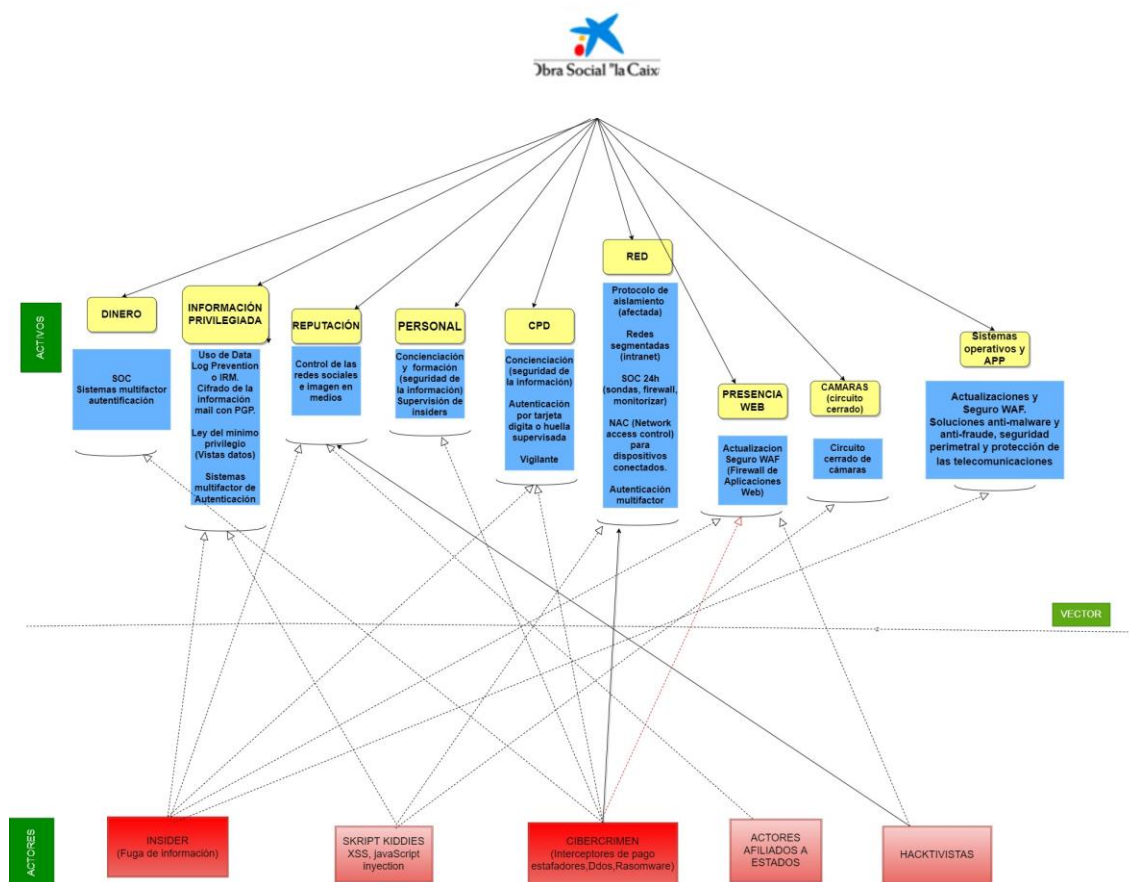 Obra Social "la Caixa
RED
DINERO
INFORMACIÓN
PRIVILEGIADA
REPUTACIÓN
PERSONAL
CPD
PRESENCIA
WEB
CAMARAS
(circuito
cerrado)
Sistemas
operativos y
APP
ACTIVOS
SOC
Sistemas multifactor
autentificación
Uso de Data
Log Prevention
o IRM.
Cifrado de la
información
mail con PGP.
Ley del minimo
privilegio
(Vistas datos)
Sistemas
multifactor de
Autenticación
Control de las
redes sociales
e imagen en
medios
Concienciación
y formación
(seguridad de
la información)
Supervisión de
insiders
Concienciación
(seguridad de
la información)
Autenticación
por tarjeta
digita o huella
supervisada
Vigilante
Protocolo de
aislamiento
(afectada)
Redes
segmentadas
(intranet)
SOC 24h
(sondas, firewall,
monitorizar)
NAC (Network
access control)
para
dispositivos
conectados.
Autenticación
multifactor
Actualizacion
Seguro WAF
(Firewall de
Aplicaciones
Web)
Circuito
cerrado de
cámaras
Actualizaciones y
Seguro WAF.
Soluciones anti-malware y
anti-fraude, seguridad
perimetral y protección de
las telecomunicaciones
VECTOR
ACTORES
INSIDER
(Fuga de información)
SKRIPT KIDDIES
XSS, javaScript
inyection
CIBERCRIMEN
(Interceptores de pago
estafadores,Ddos,Rasomware)
ACTORES
AFILIADOS A
ESTADOS
HACKTIVISTAS